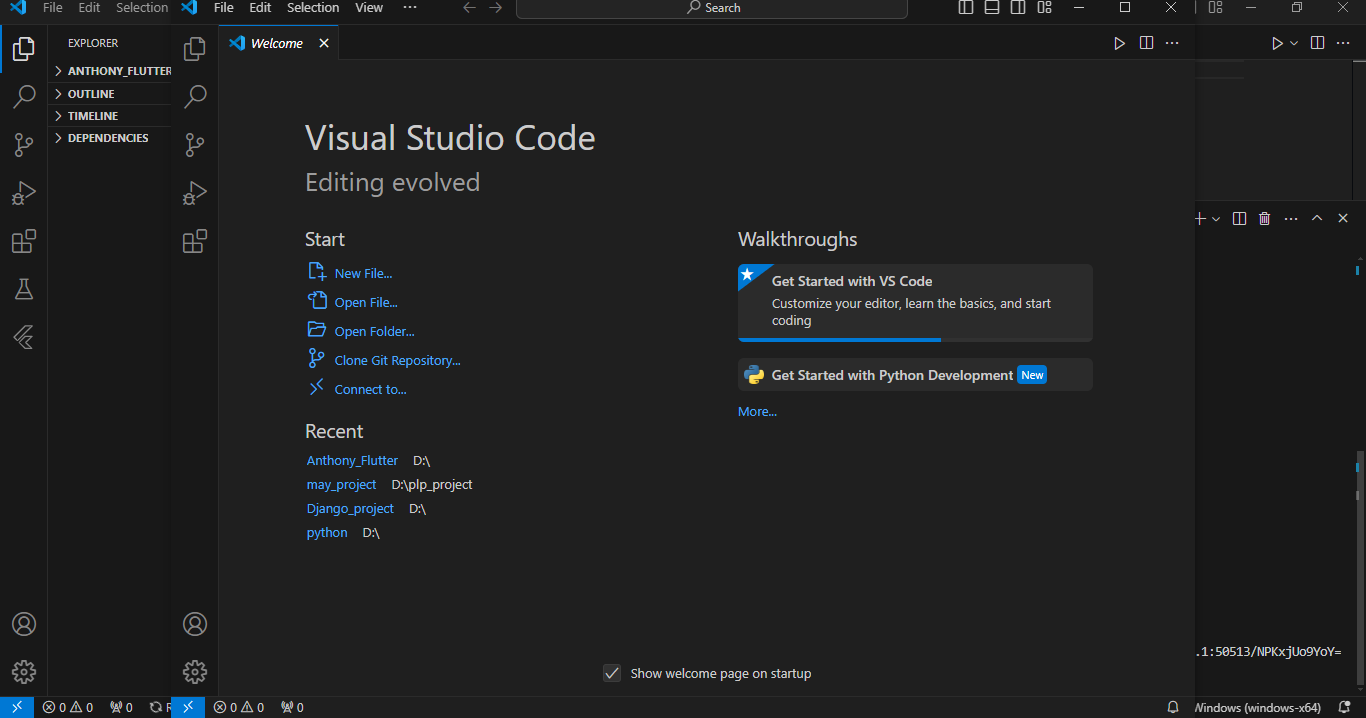 File Edit Selection
File Edit Selection View ··· Search
EXPLORER
ANTHONY_FLUTTER
OUTLINE
TIMELINE
DEPENDENCIES
Welcome
Visual Studio Code
Editing evolved
Start
New File...
Open File...
Open Folder...
Clone Git Repository...
Connect to...
Recent
Anthony_Flutter D:\
may_project D:\plp_project
Django_project D:\
python D:\
Walkthroughs
Get Started with VS Code
Customize your editor, learn the basics, and start
coding
Get Started with Python Development New
More...
Show welcome page on startup
.1:50513/NPKxjUo9YoY=
0 0 0 R
0 0 0
Windows (windows-x64)